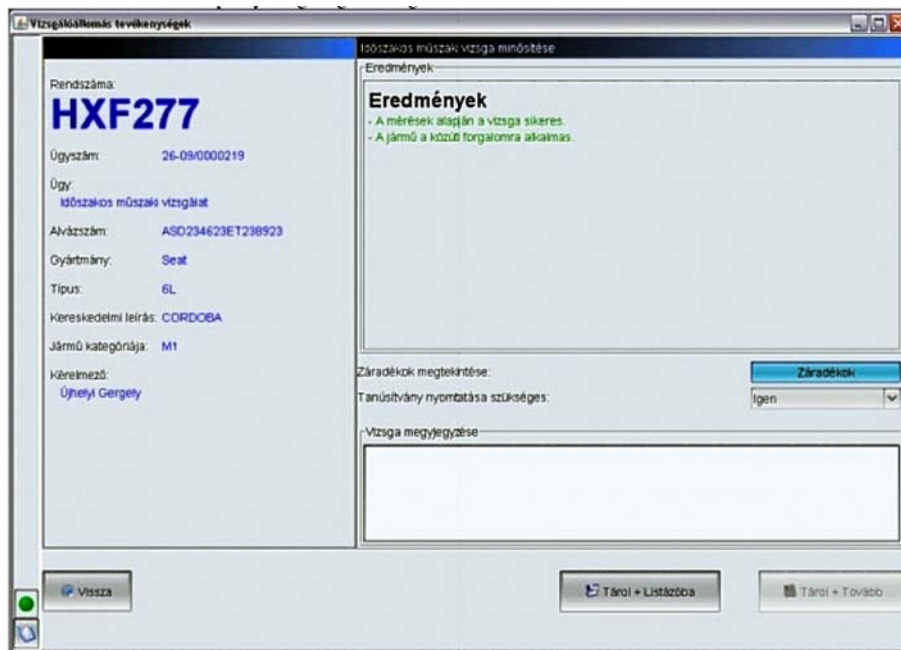 Vizsgálóállomás tevékenységek
Rendszáma:
HXF277
Ügyszám: 26-09/0000219
Ügy:
Időszakos műszaki vizsgálat
Alvázszám: ASD234623ET238923
Gyártmány: Seat
Típus: 6L
Kereskedelmi leírás: CORDOBA
Jármű kategóriája: M1
Kérelmező:
Újhelyi Gergely
Időszakos műszaki vizsga minősítése
Eredmények
Eredmények
- A mérések alapján a vizsga sikeres.
- A jármű a közúti forgalomra alkalmas.
Záradékok megtekintése: Záradékok
Tanúsítvány nyomtatása szükséges: Igen
Vizsga megyjegyzése
Vissza
Tárol + Listázóba
Tárol + Tovább